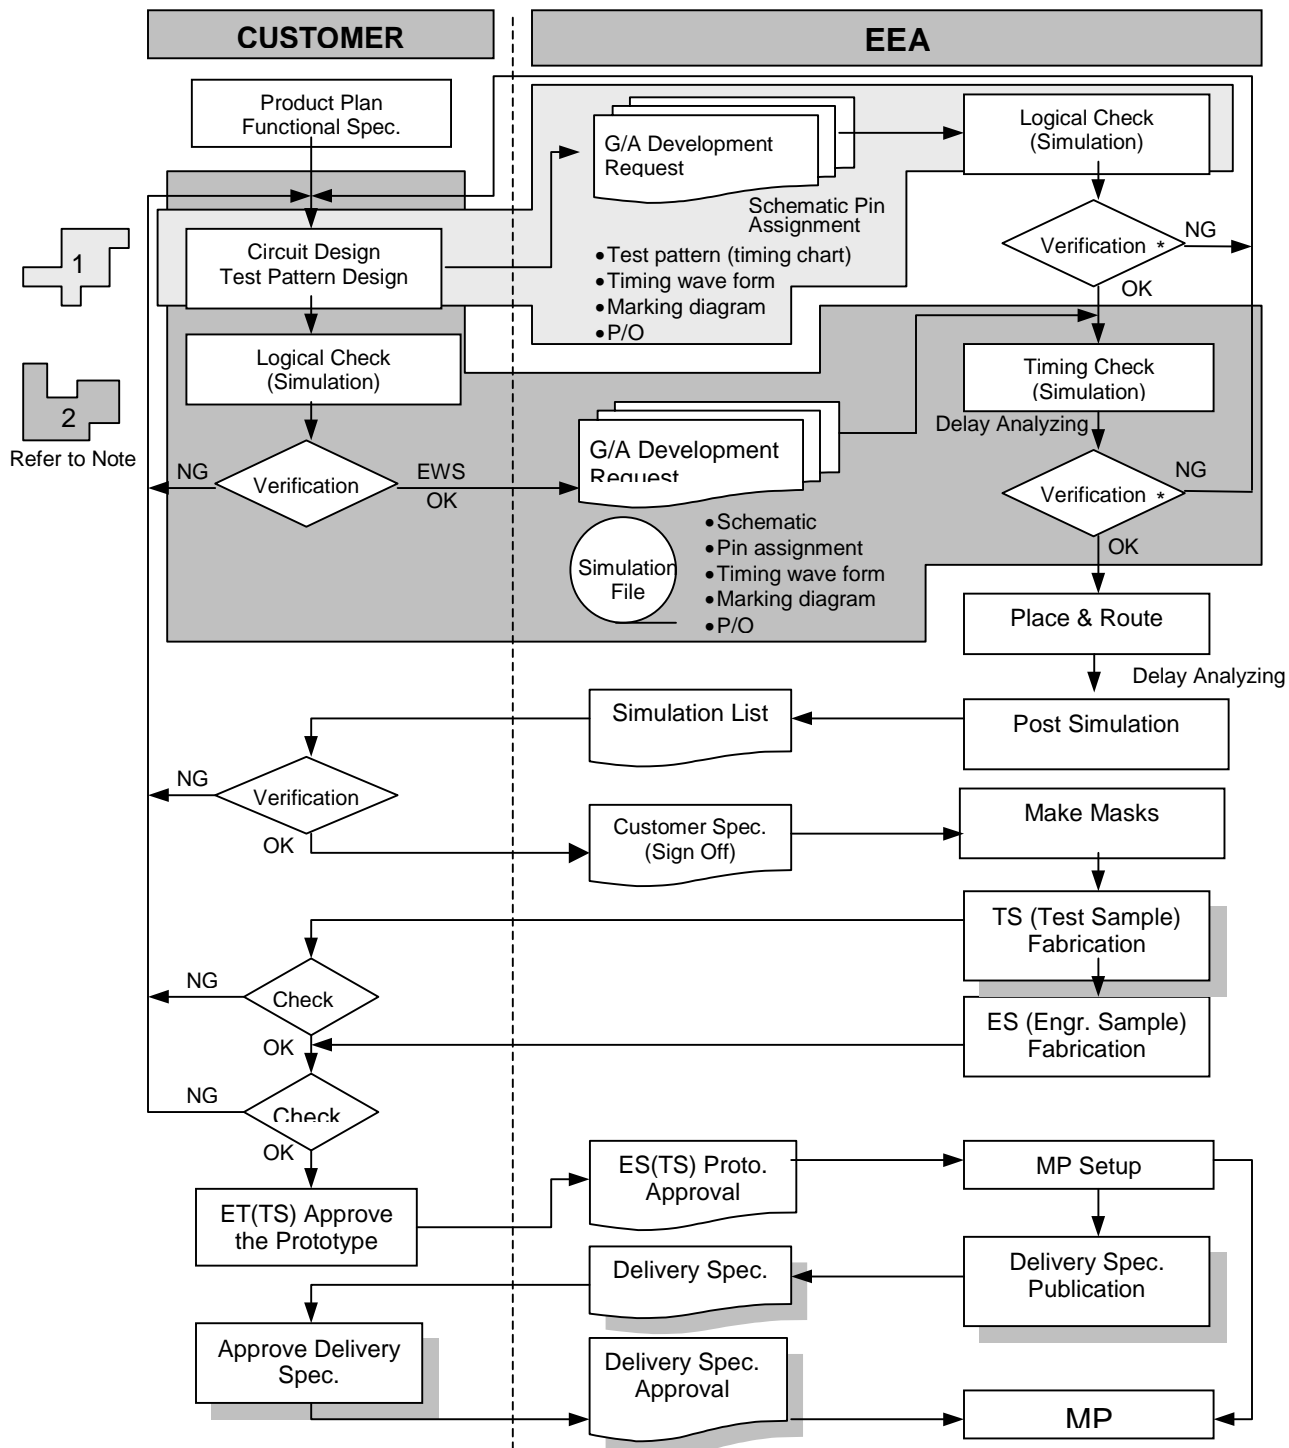 CUSTOMER
EEA
Product Plan
Functional Spec.
G/A Development
Request
Logical Check
(Simulation)
Schematic Pin
Assignment
•Test pattern (timing chart)
•Timing wave form
•Marking diagram
•P/O
Verification *
NG
OK
1
Circuit Design
Test Pattern Design
Logical Check
(Simulation)
2
Refer to Note
NG
Verification
EWS
OK
G/A Development
Request
Timing Check
(Simulation)
Delay Analyzing
Verification *
NG
OK
Simulation
File
•Schematic
•Pin assignment
•Timing wave form
•Marking diagram
•P/O
Place & Route
Delay Analyzing
Simulation List
Post Simulation
NG
Verification
OK
Customer Spec.
(Sign Off)
Make Masks
TS (Test Sample)
Fabrication
NG
Check
OK
ES (Engr. Sample)
Fabrication
NG
Check
OK
ES(TS) Proto.
Approval
MP Setup
ET(TS) Approve
the Prototype
Delivery Spec.
Delivery Spec.
Publication
Approve Delivery
Spec.
Delivery Spec.
Approval
MP